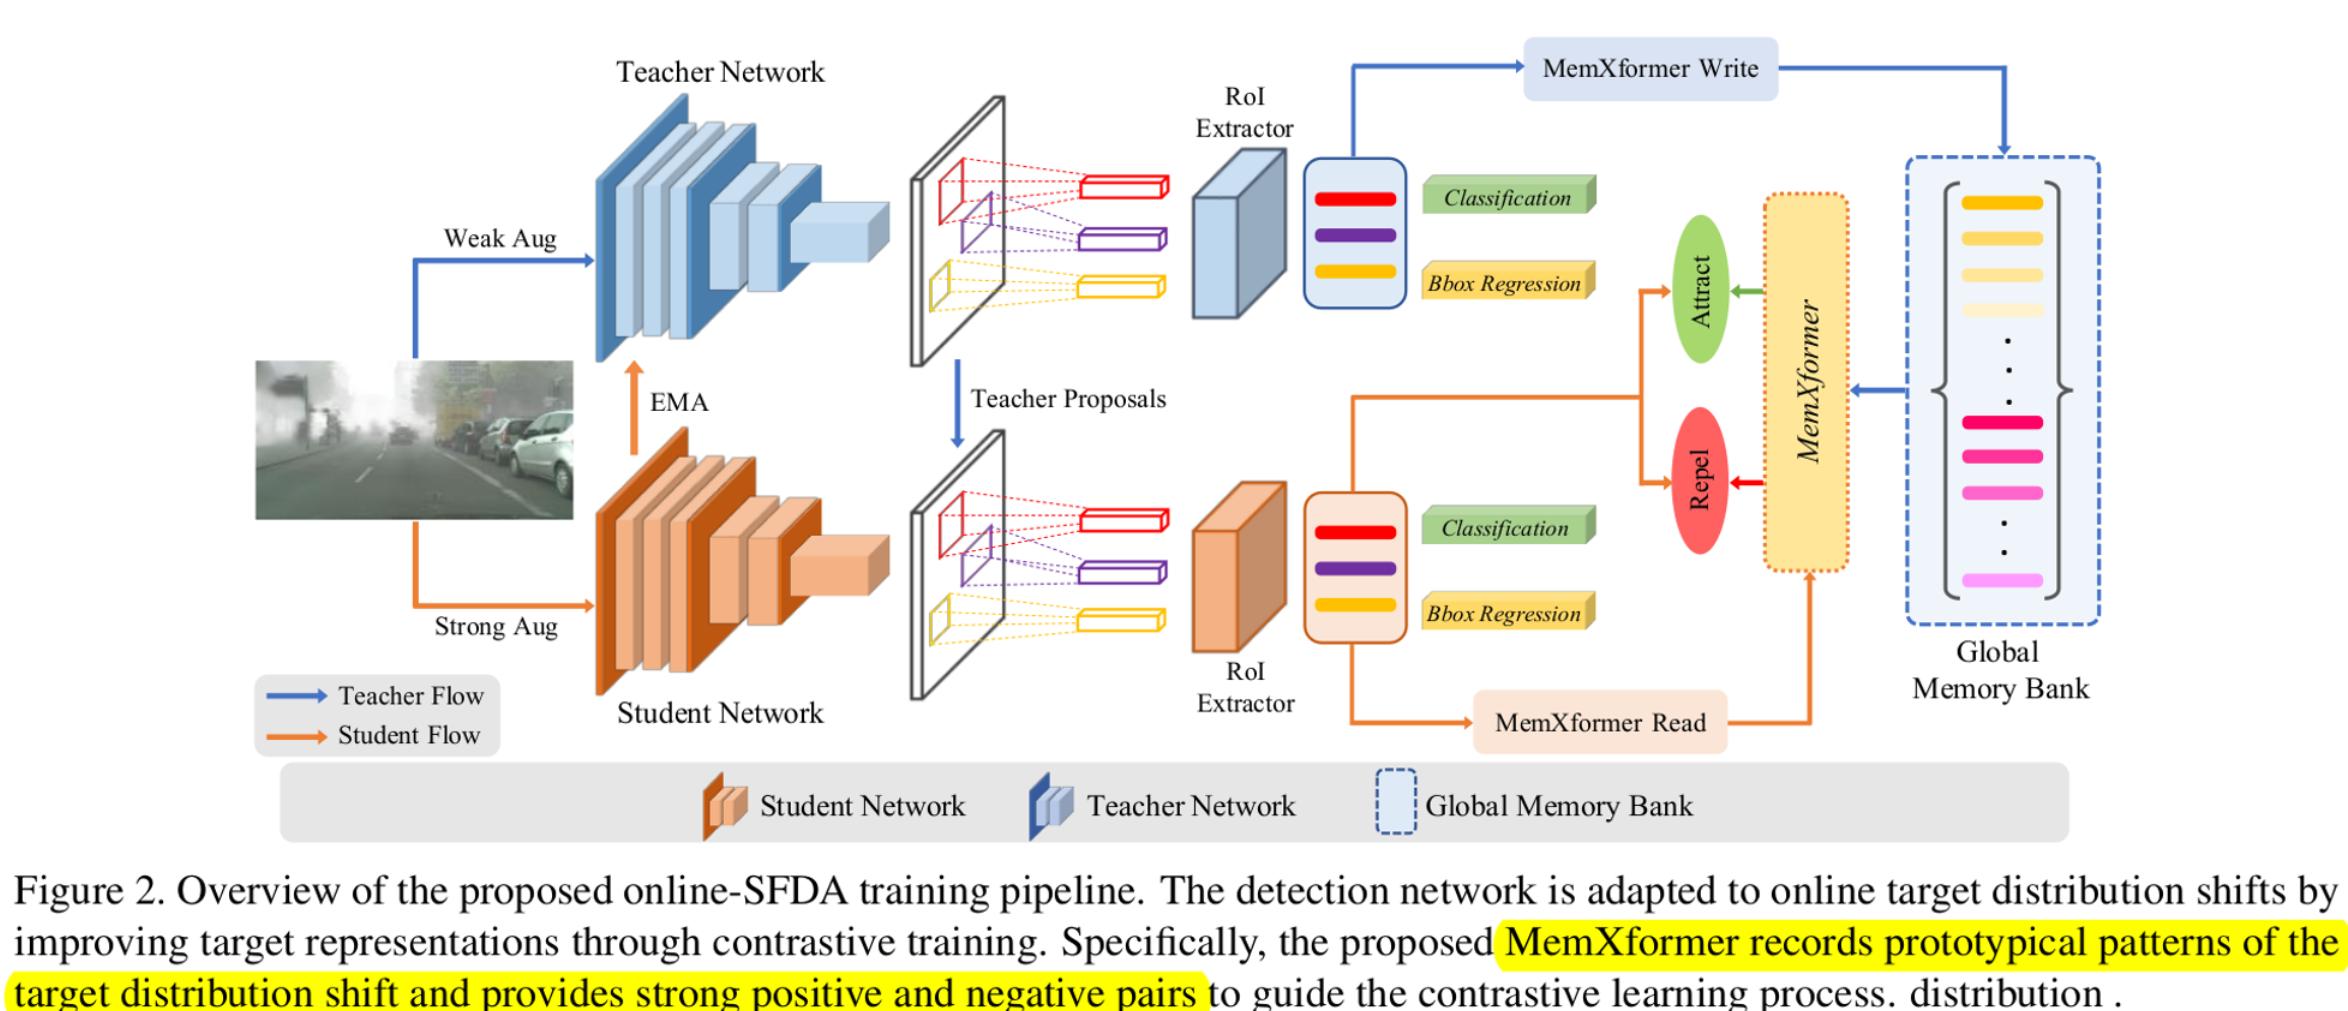 Teacher Network
MemXformer Write
RoI
Extractor
Weak Aug
Classification
Bbox Regression
Attract
MemXformer
EMA
Teacher Proposals
Repel
Classification
Bbox Regression
Strong Aug
Student Network
RoI
Extractor
MemXformer Read
Global
Memory Bank
Teacher Flow
Student Flow
Student Network
Teacher Network
Global Memory Bank
Figure 2. Overview of the proposed online-SFDA training pipeline. The detection network is adapted to online target distribution shifts by
improving target representations through contrastive training. Specifically, the proposed MemXformer records prototypical patterns of the
target distribution shift and provides strong positive and negative pairs to guide the contrastive learning process. distribution .